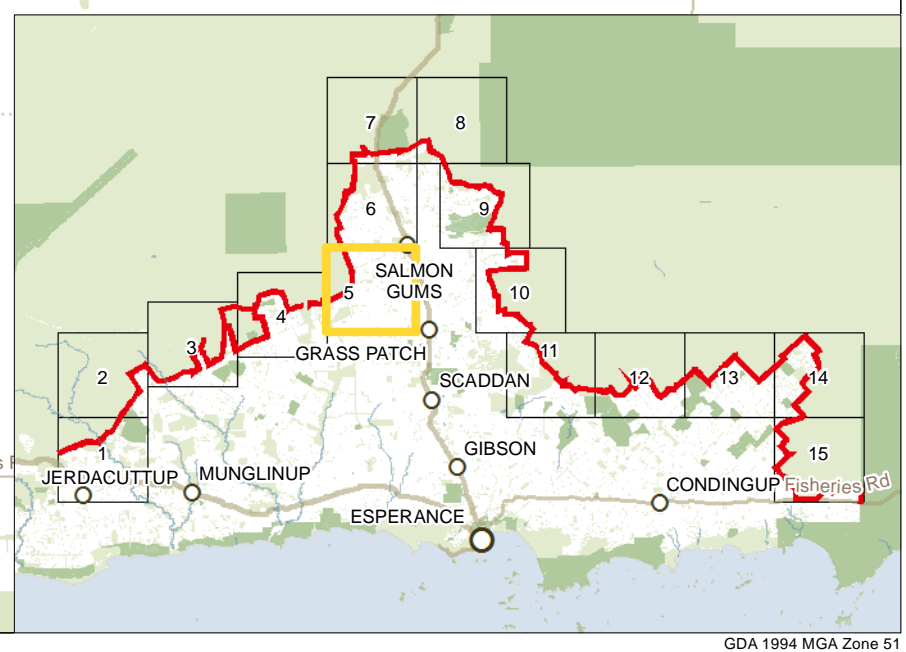 7
8
6
9
SALMON
GUMS
5
10
4
3
GRASS PATCH
11
2
12
13
14
SCADDAN
1
GIBSON
15
JERDACUTTUP
MUNGLINUP
CONDINGUP
Fisheries Rd
ESPERANCE
GDA 1994 MGA Zone 51